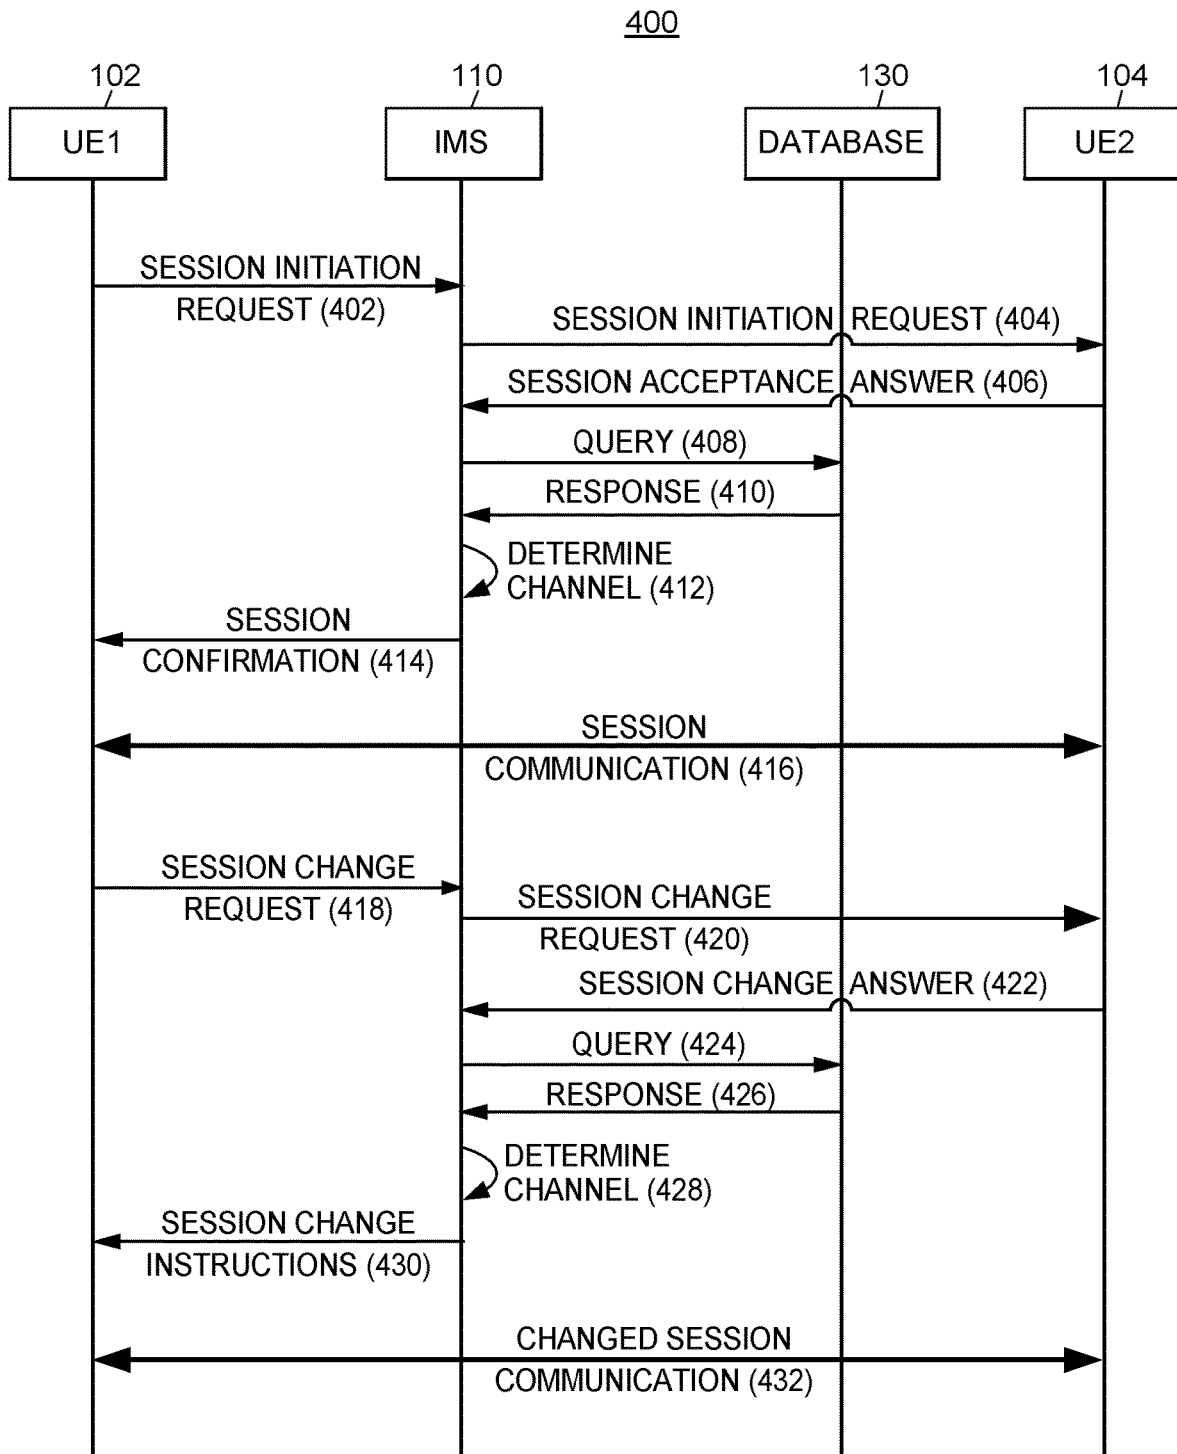 400
102
110
130
104
UE1
IMS
DATABASE
UE2
SESSION INITIATION
REQUEST (402)
SESSION INITIATION REQUEST (404)
SESSION ACCEPTANCE ANSWER (406)
QUERY (408)
RESPONSE (410)
DETERMINE
CHANNEL (412)
SESSION
CONFIRMATION (414)
SESSION
COMMUNICATION (416)
SESSION CHANGE
REQUEST (418)
SESSION CHANGE
REQUEST (420)
SESSION CHANGE ANSWER (422)
QUERY (424)
RESPONSE (426)
DETERMINE
CHANNEL (428)
SESSION CHANGE
INSTRUCTIONS (430)
CHANGED SESSION
COMMUNICATION (432)